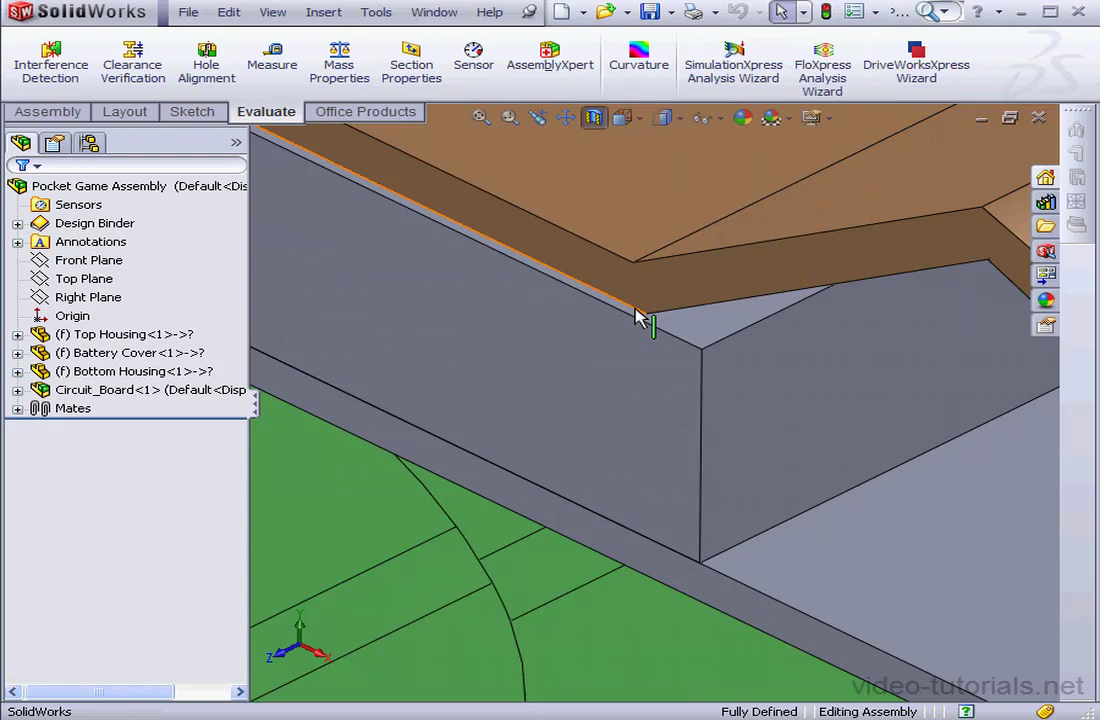 SolidWorks File Edit View Insert Tools Window Help ?
Interference Detection
Clearance Verification
Hole Alignment
Measure
Mass Properties
Section Properties
Sensor
AssemblyXpert
Curvature
SimulationXpress Analysis Wizard
FloXpress Analysis Wizard
DriveWorksXpress Wizard
Assembly Layout Sketch Evaluate Office Products
Pocket Game Assembly (Default<Dis
Sensors
Design Binder
A Annotations
Front Plane
Top Plane
Right Plane
Origin
(f) Top Housing<1>->?
(f) Battery Cover<1>->?
(f) Bottom Housing<1>->?
Circuit_Board<1> (Default<Disp
Mates
Y
Z X
video-tutorials.net
SolidWorks Fully Defined Editing Assembly ?